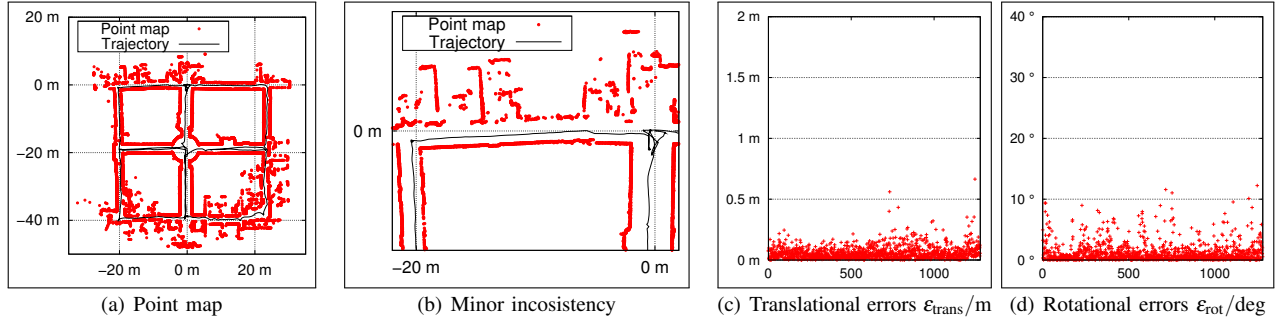 Point map
Trajectory
20 m
0 m
−20 m
−40 m
−20 m 0 m 20 m
(a) Point map
Point map
Trajectory
0 m
−20 m 0 m
(b) Minor incosistency
2 m
1.5 m
1 m
0.5 m
0 m
0 500 1000
(c) Translational errors εtrans/m
40 °
30 °
20 °
10 °
0 °
0 500 1000
(d) Rotational errors εrot/deg